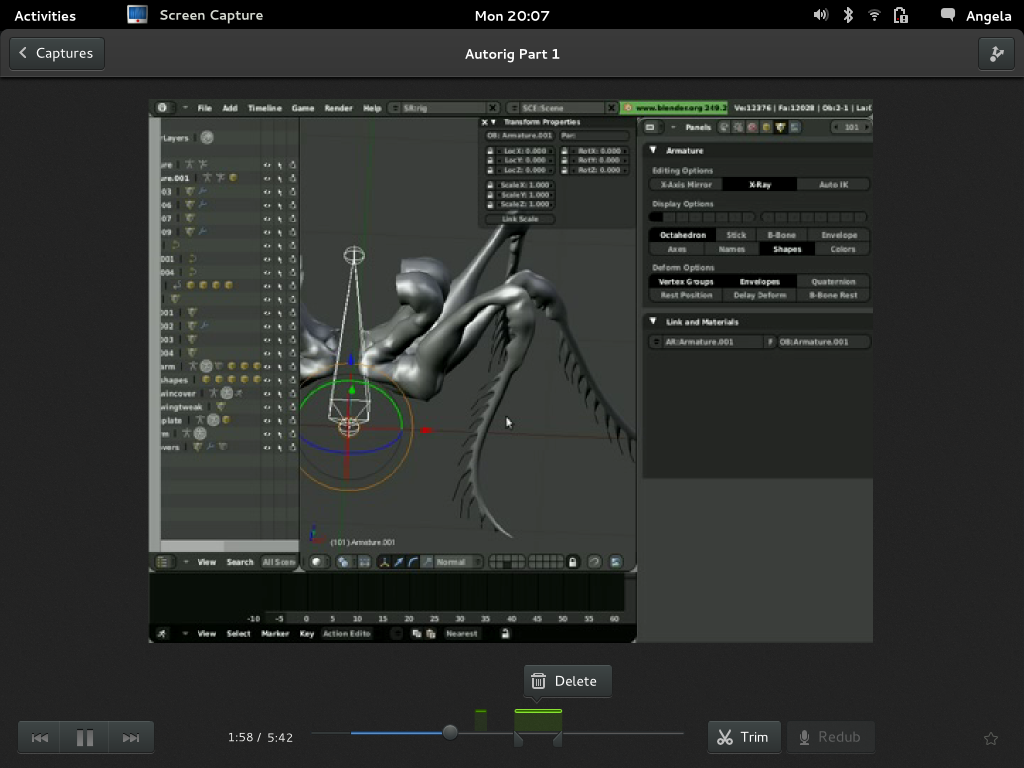 Activities Screen Capture Mon 20:07 Angela
Captures Autorig Part 1
File Add Timeline Game Render Help SR:rig SCE:Scene www.blender.org 249.2 Ve:12376 | Fa:12028 | Ob:2-1 | La:
Layers
Transform Properties
OB: Armature.001 Par:
LocX: 0.000 RotX: 0.000
LocY: 0.000 RotY: 0.000
LocZ: 0.000 RotZ: 0.000
ScaleX: 1.000
ScaleY: 1.000
ScaleZ: 1.000
Link Scale
Panels 101
Armature
Editing Options
X-Axis Mirror X-Ray Auto IK
Display Options
Octahedron Stick B-Bone Envelope
Axes Names Shapes Colors
Deform Options
Vertex Groups Envelopes Quaternion
Rest Position Delay Deform B-Bone Rest
Link and Materials
AR:Armature.001 F OB:Armature.001
ure
ure.001
03
06
07
09
001
004
001
002
003
004
arm
shapes
wincover
wingtweak
plate
m
overs
(101) Armature.001
View Search All Scen Normal
-10 -5 0 5 10 15 20 25 30 35 40 45 50 55 60
View Select Marker Key Action Edito Nearest
Delete
1:58 / 5:42 Trim Redub